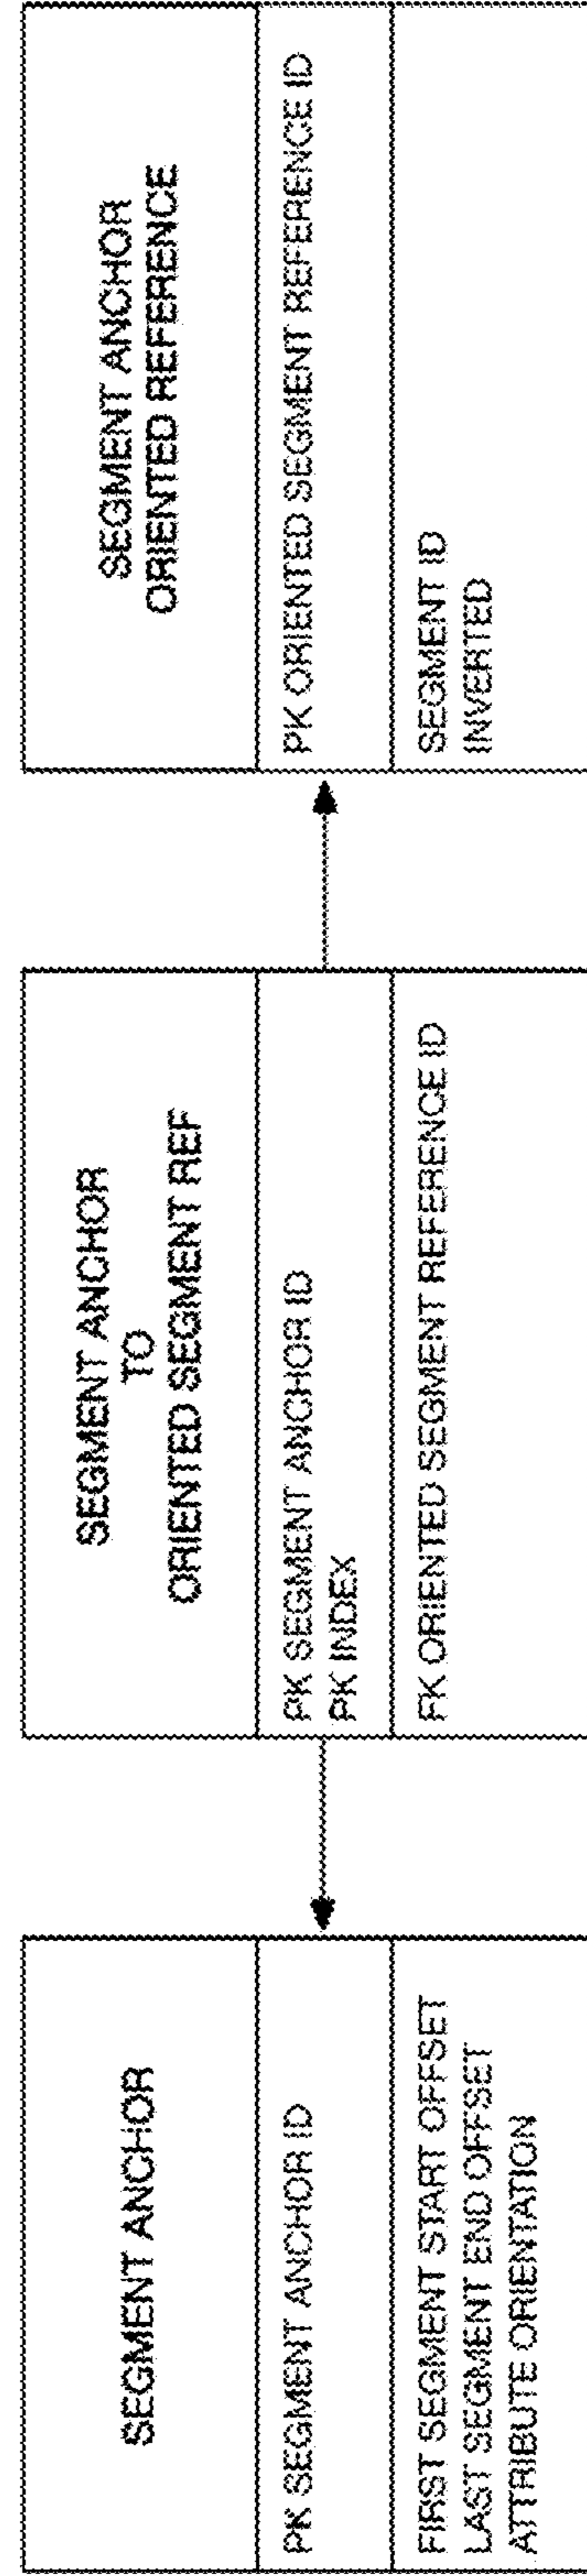 SEGMENT ANCHOR
PK SEGMENT ANCHOR ID
FIRST SEGMENT START OFFSET
LAST SEGMENT END OFFSET
ATTRIBUTE ORIENTATION
SEGMENT ANCHOR
TO
ORIENTED SEGMENT REF
PK SEGMENT ANCHOR ID
PK INDEX
FK ORIENTED SEGMENT REFERENCE ID
SEGMENT ANCHOR
ORIENTED REFERENCE
PK ORIENTED SEGMENT REFERENCE ID
SEGMENT ID
INVERTED